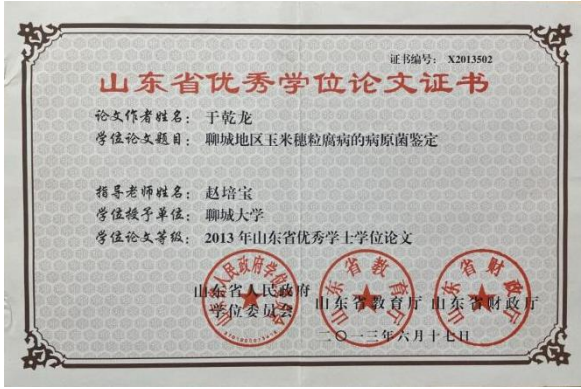 证书编号: X2013502
山东省优秀学位论文证书
论文作者姓名: 于乾龙
学位论文题目: 聊城地区玉米穗粒腐病的病原菌鉴定
指导老师姓名: 赵培宝
学位授予单位: 聊城大学
学位论文等级: 2013年山东省优秀学士学位论文
山东省人民政府
学位委员会
山东省教育厅 山东省财政厅
二〇一三年六月十七日